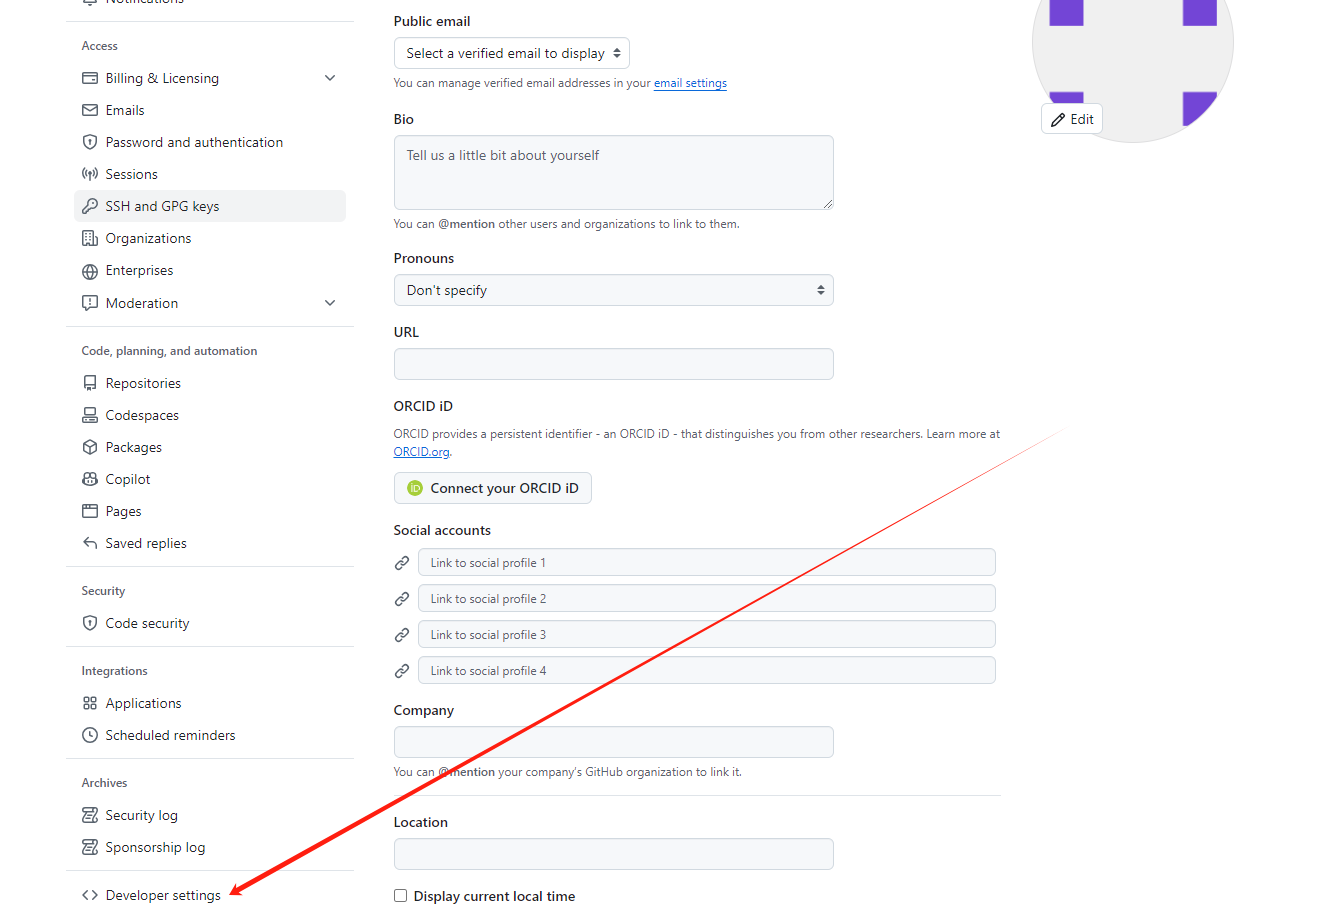 Notifications
Access
Billing & Licensing
Emails
Password and authentication
Sessions
SSH and GPG keys
Organizations
Enterprises
Moderation
Code, planning, and automation
Repositories
Codespaces
Packages
Copilot
Pages
Saved replies
Security
Code security
Integrations
Applications
Scheduled reminders
Archives
Security log
Sponsorship log
Developer settings
Public email
Select a verified email to display
You can manage verified email addresses in your email settings
Bio
Tell us a little bit about yourself
You can @mention other users and organizations to link to them.
Pronouns
Don't specify
URL
ORCID iD
ORCID provides a persistent identifier - an ORCID iD - that distinguishes you from other researchers. Learn more at
ORCID.org.
iD Connect your ORCID iD
Social accounts
Link to social profile 1
Link to social profile 2
Link to social profile 3
Link to social profile 4
Company
You can @mention your company's GitHub organization to link it.
Location
Display current local time
Edit